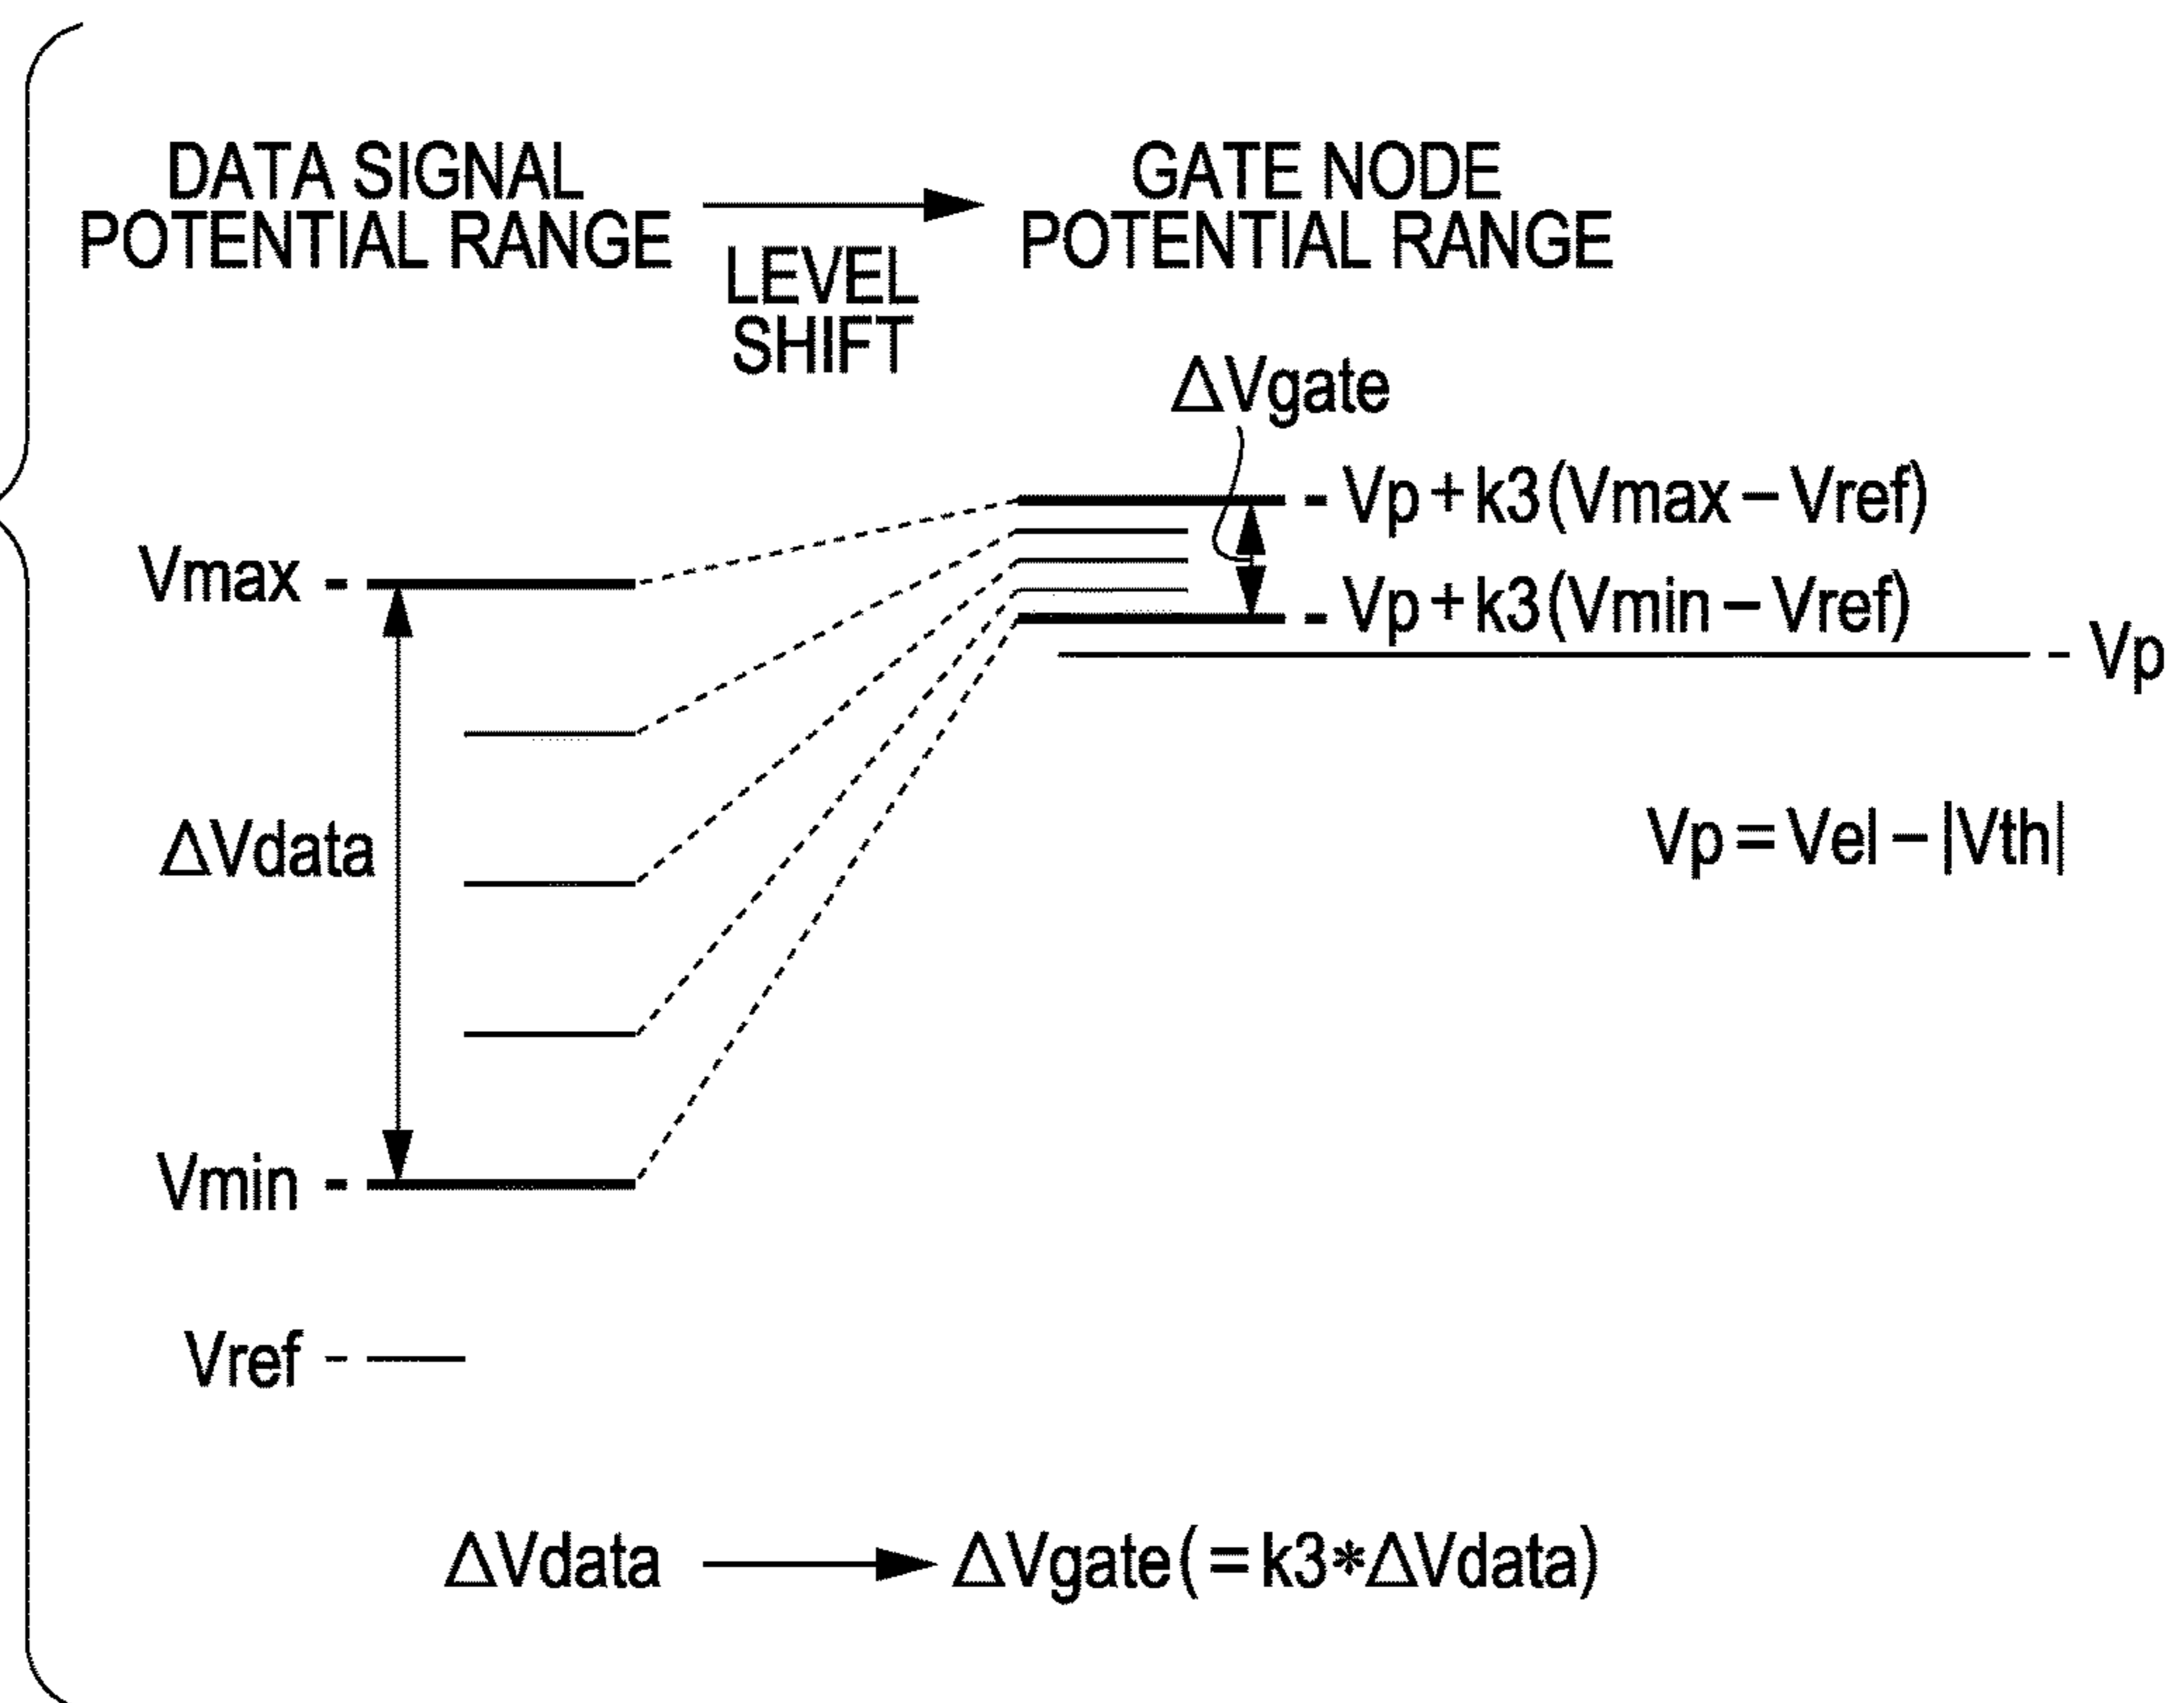 DATA SIGNAL
POTENTIAL RANGE
LEVEL
SHIFT
GATE NODE
POTENTIAL RANGE
ΔVgate
Vp + k3 (Vmax − Vref)
Vmax
Vp + k3 (Vmin − Vref)
Vp
ΔVdata
Vp = Vel − |Vth|
Vmin
Vref
ΔVdata ⟶ ΔVgate ( = k3*ΔVdata)